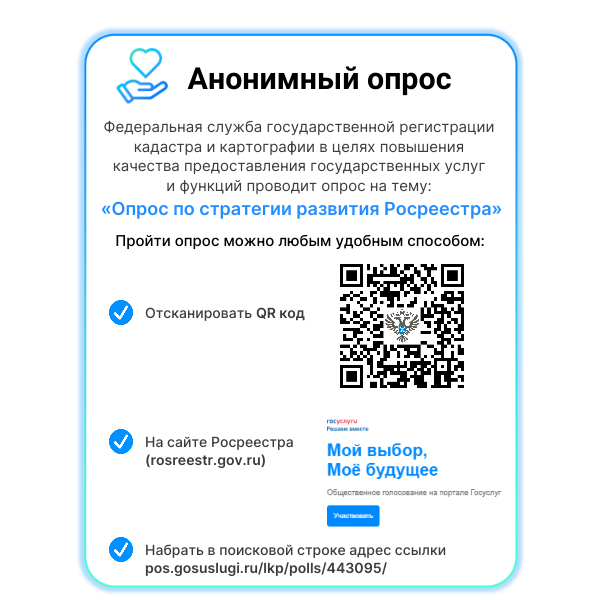 Анонимный опрос
Федеральная служба государственной регистрации
кадастра и картографии в целях повышения
качества предоставления государственных услуг
и функций проводит опрос на тему:
«Опрос по стратегии развития Росреестра»
Пройти опрос можно любым удобным способом:
Отсканировать QR код
На сайте Росреестра
(rosreestr.gov.ru)
госуслуги
Решаем вместе
Мой выбор,
Моё будущее
Общественное голосование на портале Госуслуг
Участвовать
Набрать в поисковой строке адрес ссылки
pos.gosuslugi.ru/lkp/polls/443095/